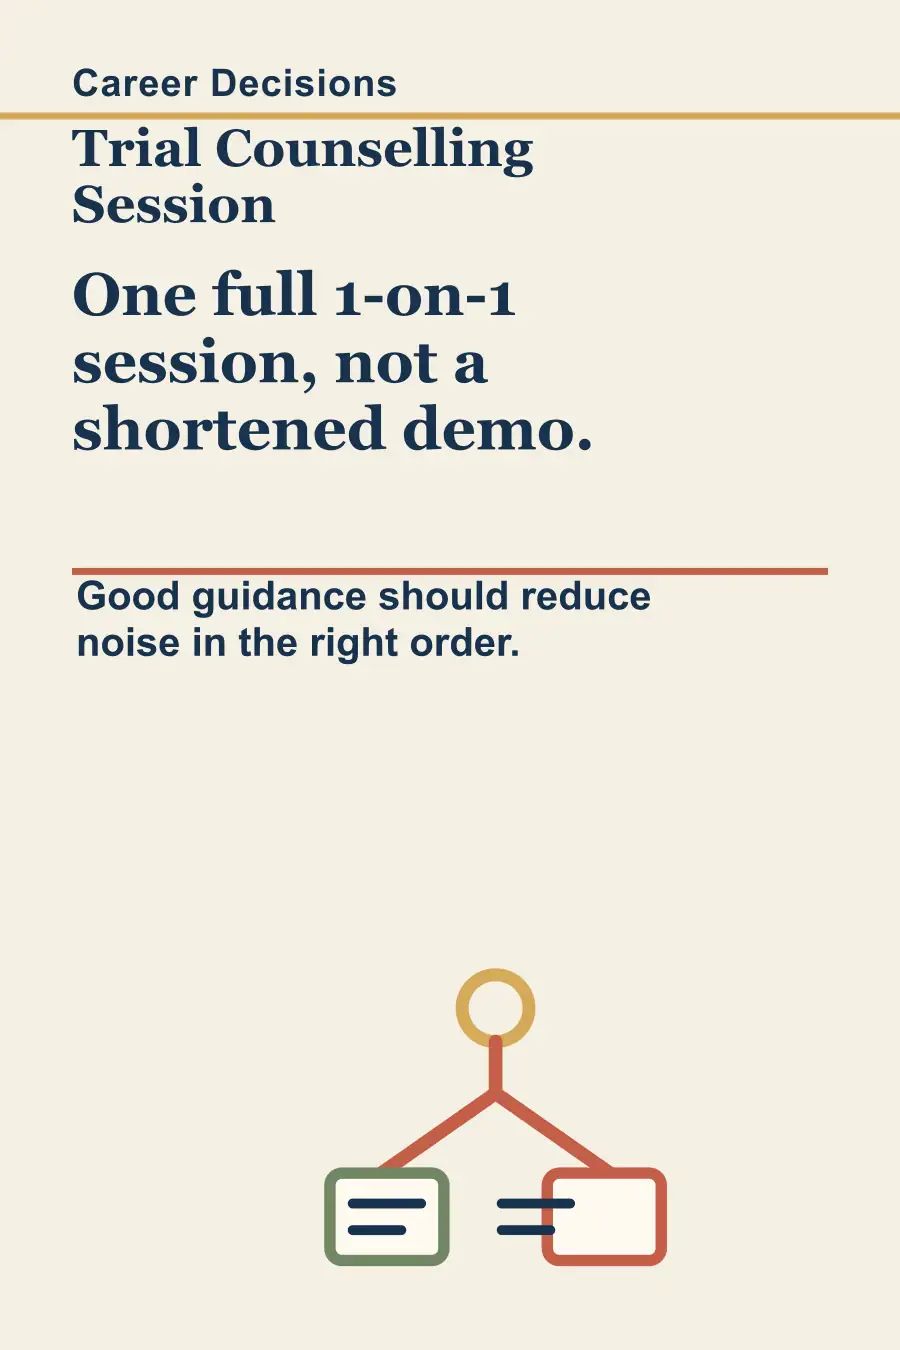 Career Decisions
Trial Counselling
Session
One full 1-on-1
session, not a
shortened demo.
Good guidance should reduce
noise in the right order.